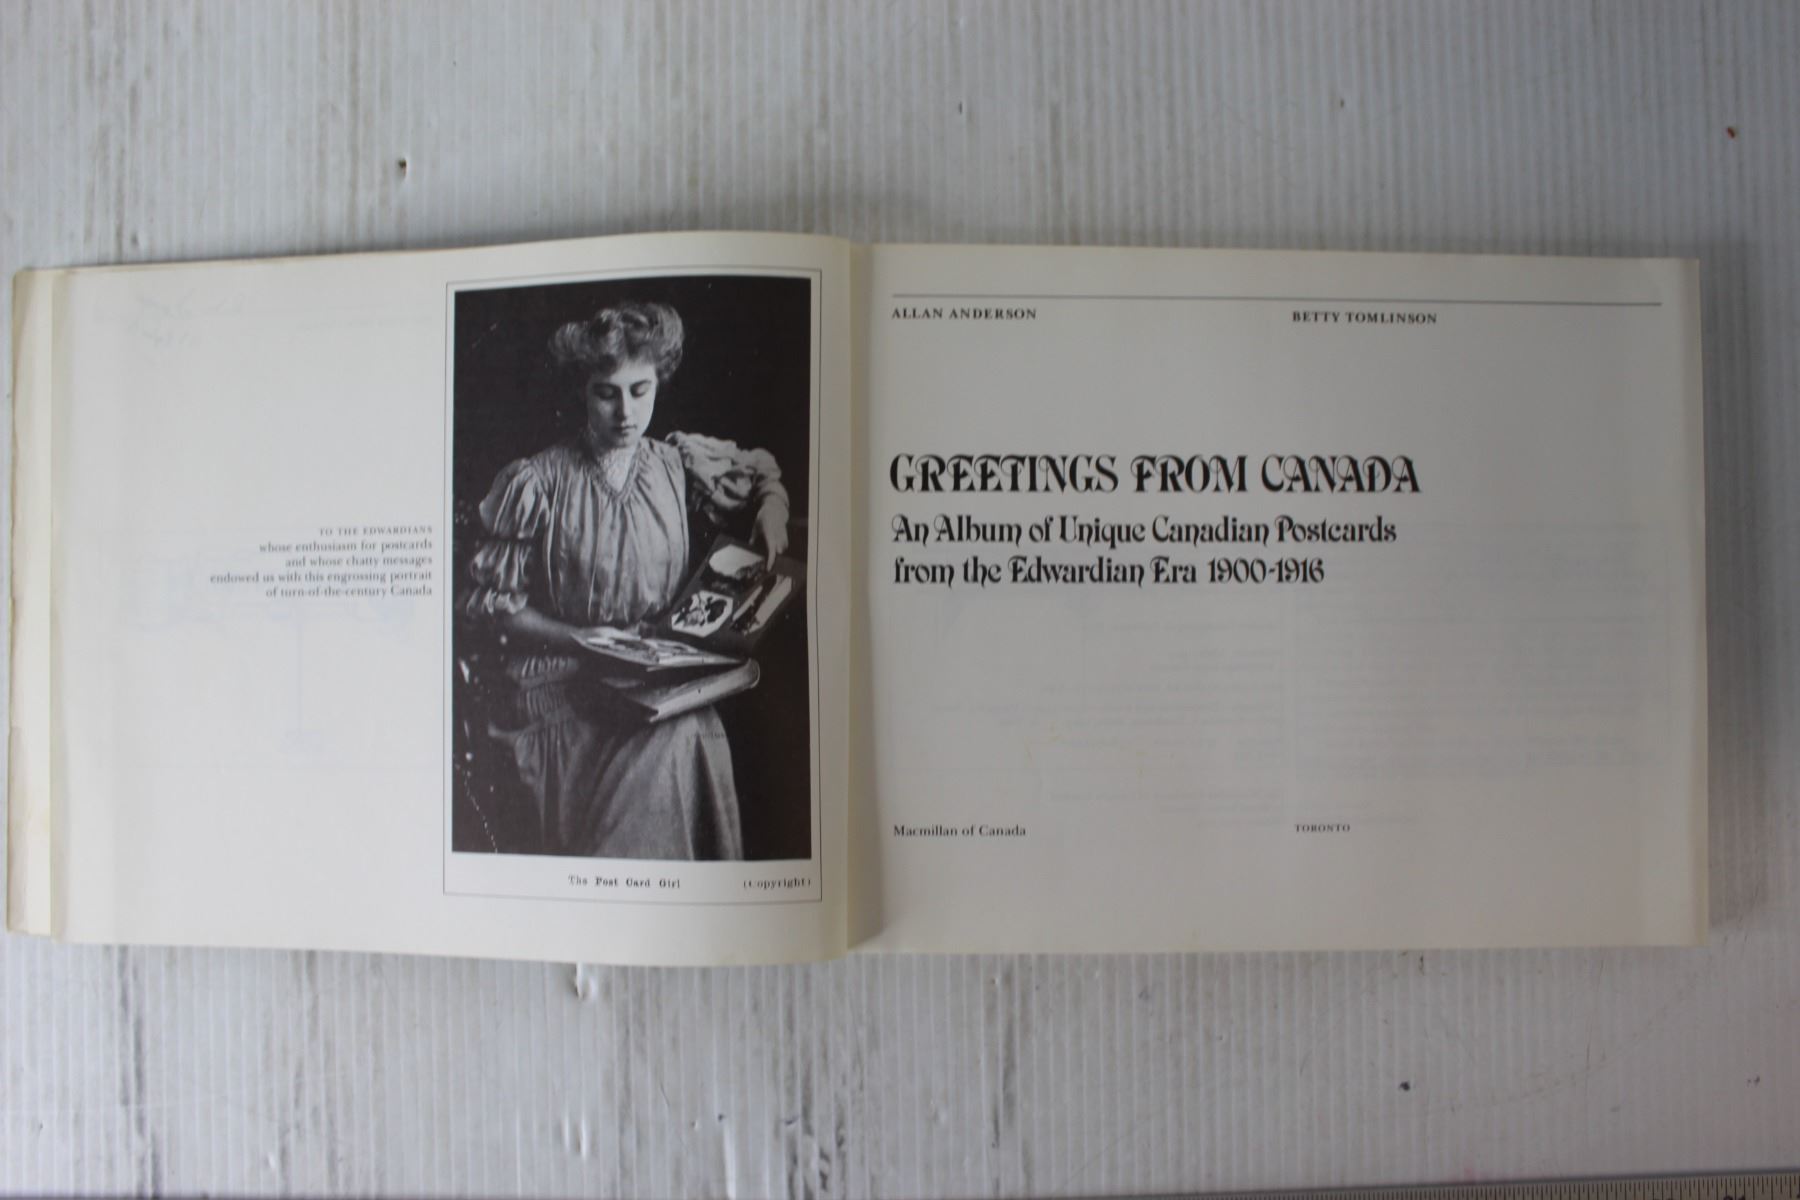 TO THE EDWARDIANS
whose enthusiasm for postcards
and whose chatty messages
endowed us with this engrossing portrait
of turn-of-the-century Canada
The Post Card Girl (Copyright)
ALLAN ANDERSON BETTY TOMLINSON
GREETINGS FROM CANADA
An Album of Unique Canadian Postcards
from the Edwardian Era 1900-1916
Macmillan of Canada TORONTO